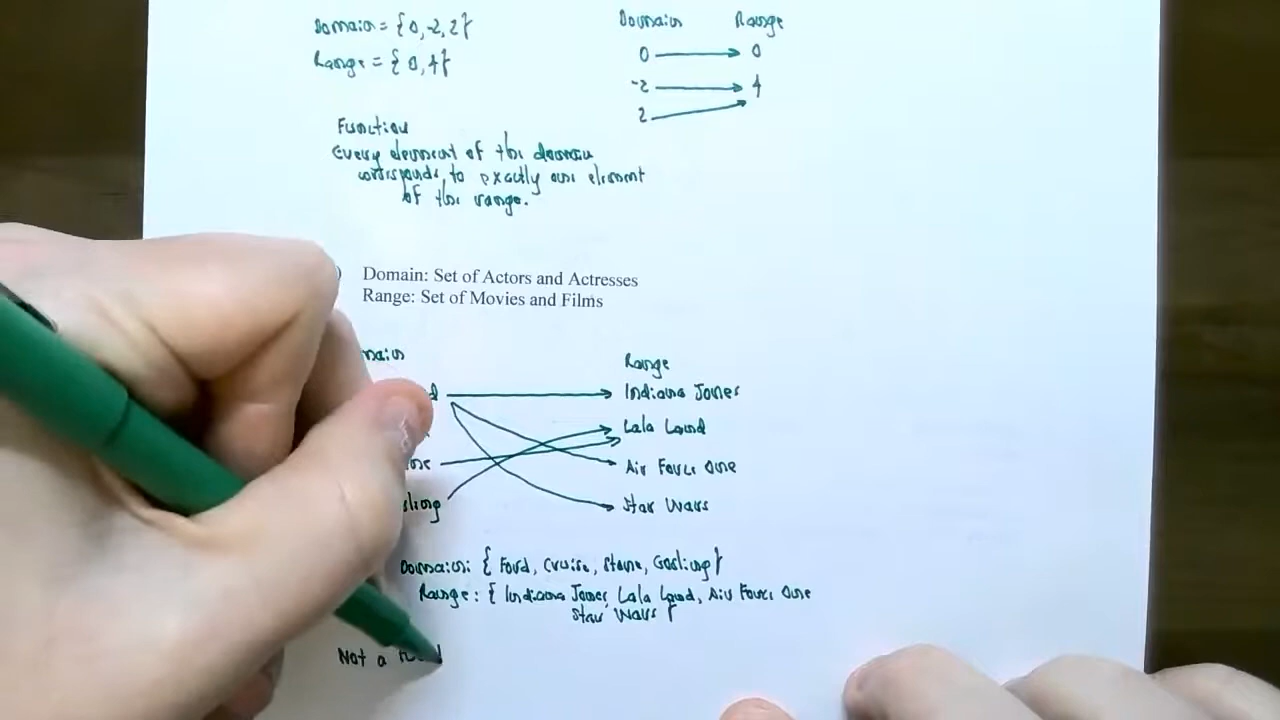 Domain = {0,-2,2}
Range = {0,4}
Domain Range
0 0
-2 4
2
Function
Every element of the domain
corresponds to exactly one element
of the range.
) Domain: Set of Actors and Actresses
Range: Set of Movies and Films
main Range
d Indiana Jones
Lala Land
ne Air Force One
sling Star Wars
Domain: { Ford, Cruise, Stone, Gosling}
Range: { Indiana Jones, Lala Land, Air Force One
Star Wars }
Not a